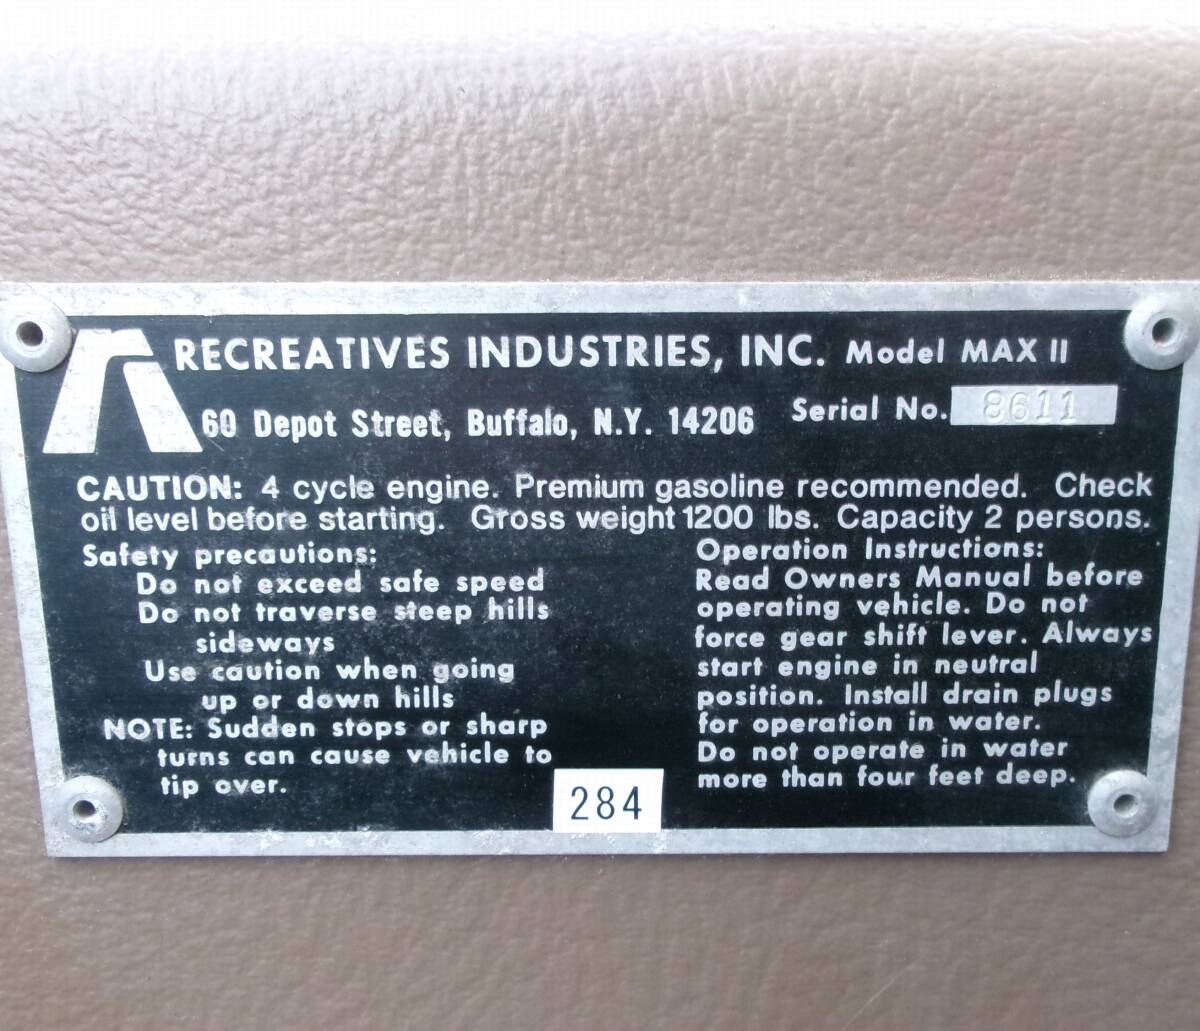 RECREATIVES INDUSTRIES, INC. Model MAX II
60 Depot Street, Buffalo, N.Y. 14206 Serial No. 8611
CAUTION: 4 cycle engine. Premium gasoline recommended. Check
oil level before starting. Gross weight 1200 lbs. Capacity 2 persons.
Safety precautions:
Do not exceed safe speed
Do not traverse steep hills
sideways
Use caution when going
up or down hills
NOTE: Sudden stops or sharp
turns can cause vehicle to
tip over.
Operation Instructions:
Read Owners Manual before
operating vehicle. Do not
force gear shift lever. Always
start engine in neutral
position. Install drain plugs
for operation in water.
Do not operate in water
more than four feet deep.
284